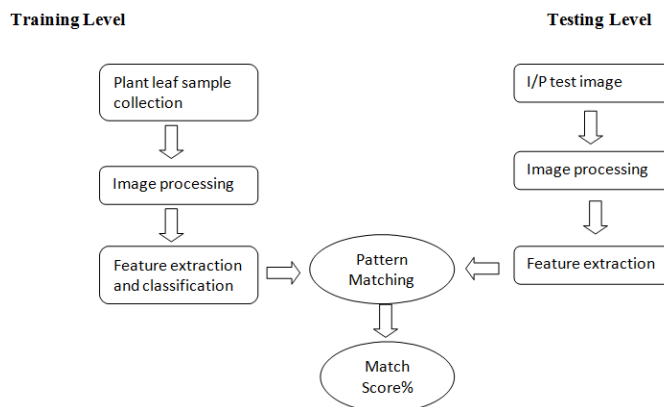 Training Level
Testing Level
Plant leaf sample
collection
Image processing
Feature extraction
and classification
I/P test image
Image processing
Feature extraction
Pattern
Matching
Match
Score%